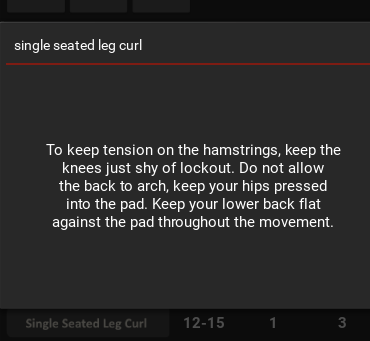 single seated leg curl
To keep tension on the hamstrings, keep the
knees just shy of lockout. Do not allow
the back to arch, keep your hips pressed
into the pad. Keep your lower back flat
against the pad throughout the movement.
Single Seated Leg Curl 12-15 1 3